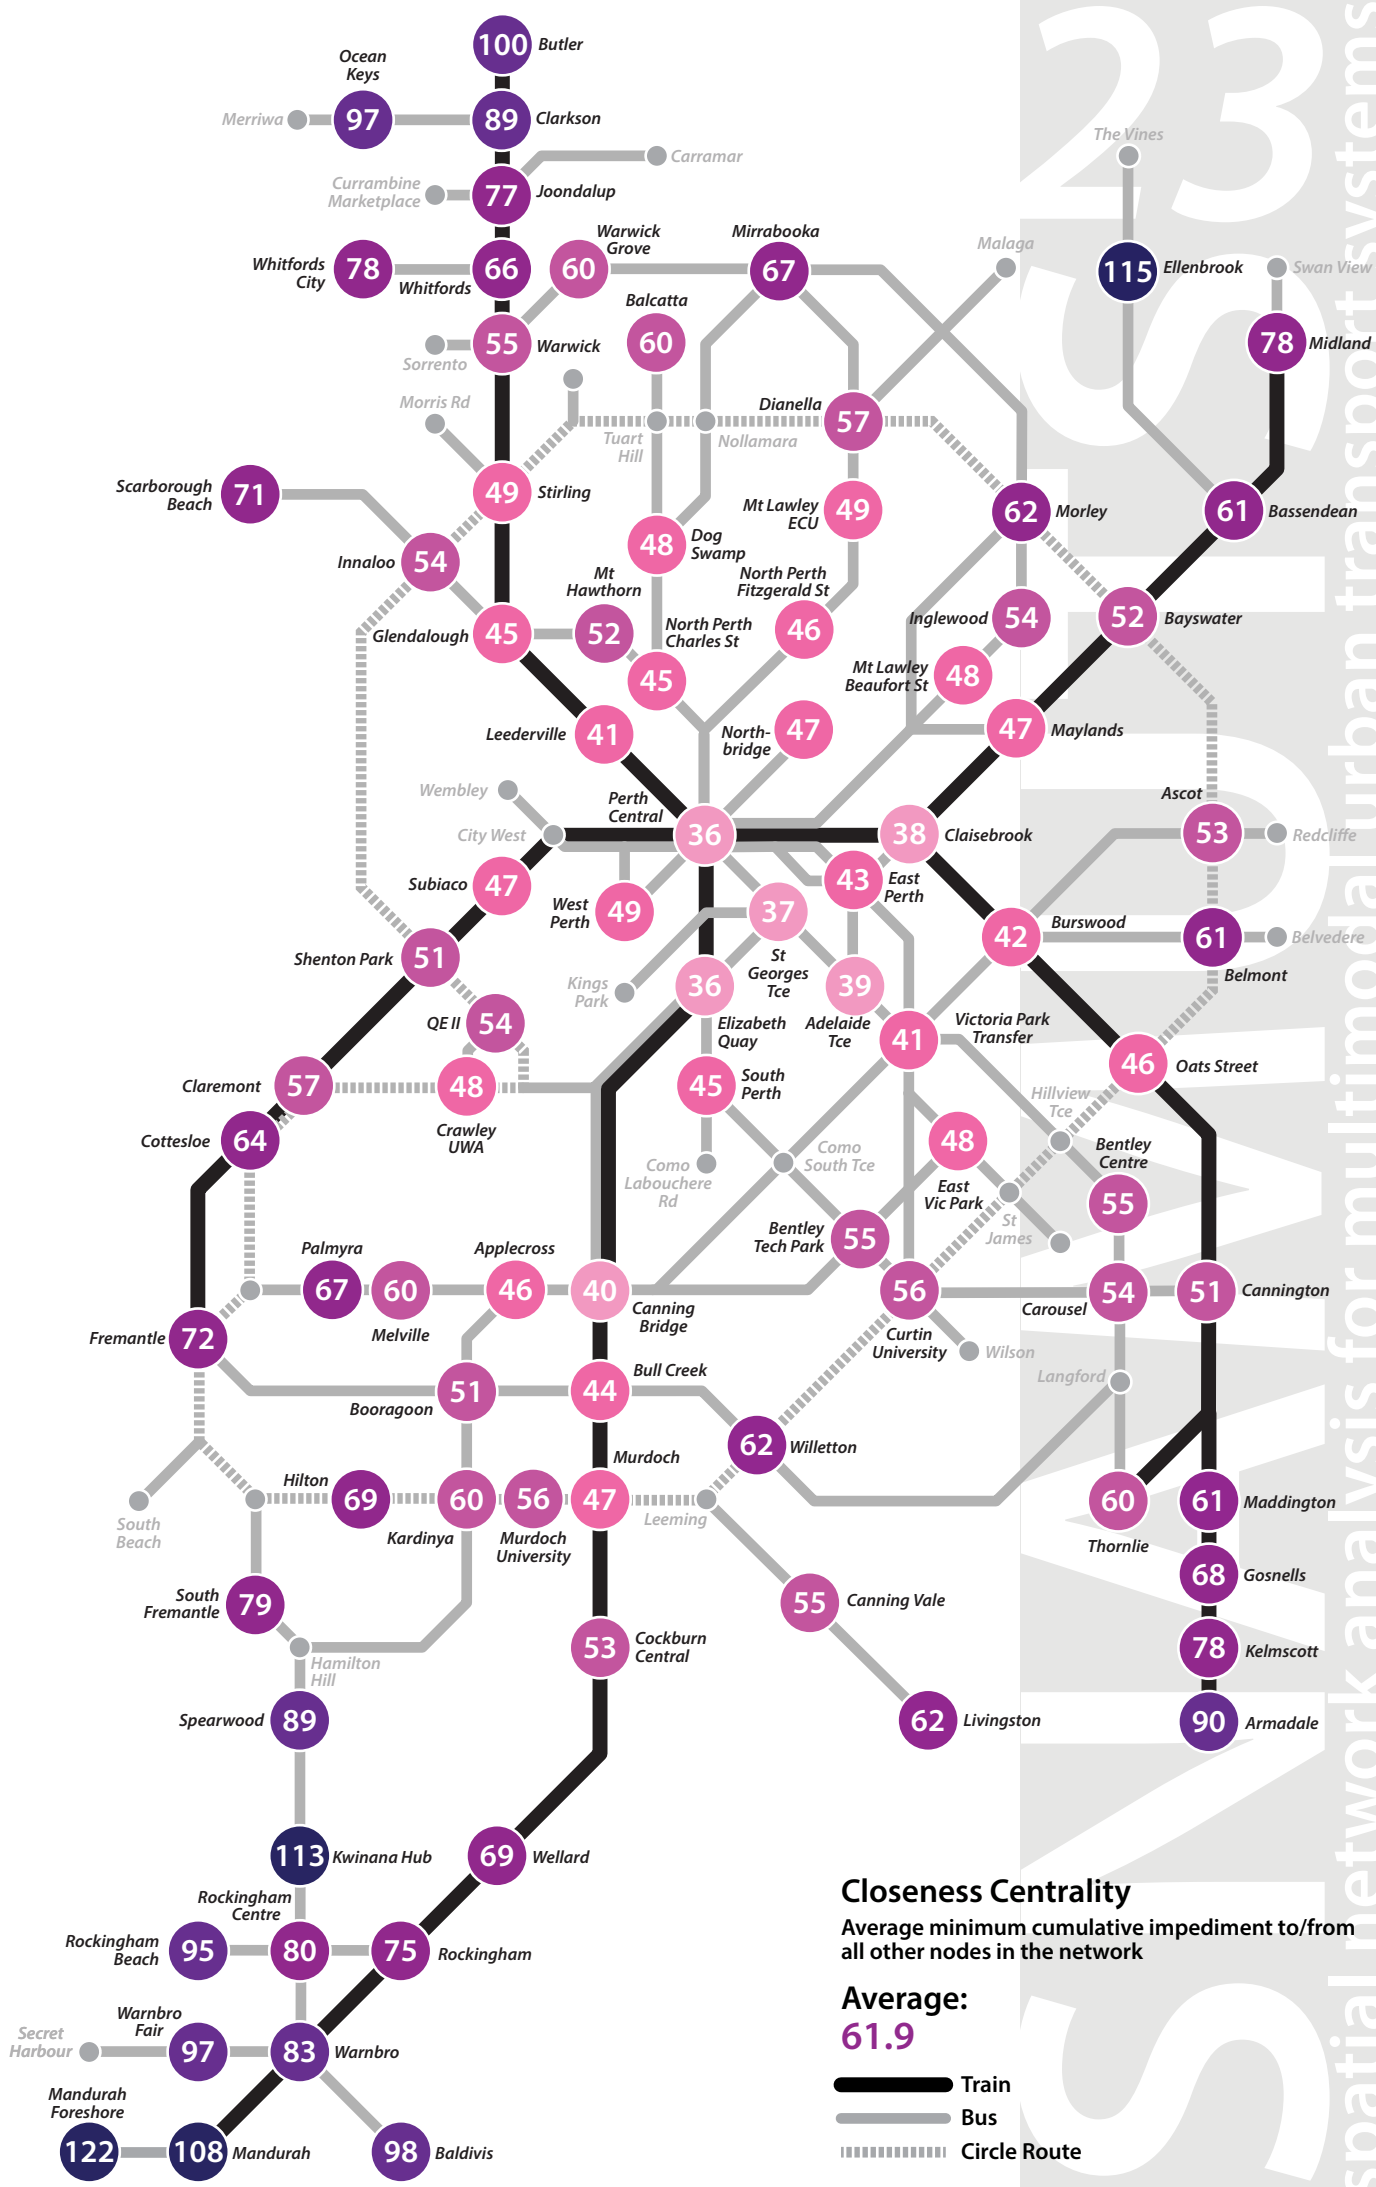 100 Butler
Ocean
Keys
Merriwa 97 89 Clarkson
Carramar
Currambine
Marketplace 77 Joondalup
The Vines
Warwick
Grove
Mirrabooka
Malaga
Whitfords
City 78 66 60 67
Whitfords
115 Ellenbrook
Swan View
Balcatta
Sorrento 55 Warwick 60
78 Midland
Morris Rd
Dianella 57
Tuart
Hill
Nollamara
Scarborough
Beach 71 49 Stirling
Mt Lawley
ECU 49
62 Morley
61 Bassendean
Innaloo 54
48 Dog
Swamp
Mt
Hawthorn
North Perth
Fitzgerald St
Glendalough 45 52
North Perth
Charles St
46
Inglewood 54
52 Bayswater
45
Mt Lawley
Beaufort St 48
Leederville 41
North-
bridge 47
47 Maylands
Wembley
Perth
Central
Ascot
City West 36 38 Claisebrook 53 Redcliffe
Subiaco 47
West
Perth 49
43 East
Perth
37
St
Georges
Tce
42 Burswood 61 Belvedere
Belmont
Shenton Park 51
Kings
Park
36
Elizabeth
Quay
39
Adelaide
Tce
QE II 54
41 Victoria Park
Transfer
46 Oats Street
Claremont 57 48
Crawley
UWA
45 South
Perth
Hillview
Tce
Cottesloe 64
Como
Labouchere
Rd
Como
South Tce
48
East
Vic Park
Bentley
Centre
55
St
James
Bentley
Tech Park 55
Palmyra
67 60
Melville
Applecross
46 40
Canning
Bridge
56
Curtin
University
Wilson
Carousel 54 51 Cannington
Fremantle 72
Booragoon 51 44 Bull Creek
Langford
62 Willetton
Murdoch
Hilton 69 60 56 47
Kardinya
Murdoch
University
Leeming
South
Beach
60
Thornlie
61 Maddington
68 Gosnells
South
Fremantle 79
55 Canning Vale
Hamilton
Hill
53 Cockburn
Central
78 Kelmscott
Spearwood 89
62 Livingston
90 Armadale
113 Kwinana Hub
69 Wellard
Rockingham
Centre
Rockingham
Beach 95 80 75 Rockingham
Warnbro
Fair
Secret
Harbour 97 83 Warnbro
Mandurah
Foreshore
122 108 Mandurah
98 Baldivis
Closeness Centrality
Average minimum cumulative impediment to/from
all other nodes in the network
Average:
61.9
Train
Bus
Circle Route
SNAMUTS 23
spatial network analysis for multimodal urban transport systems